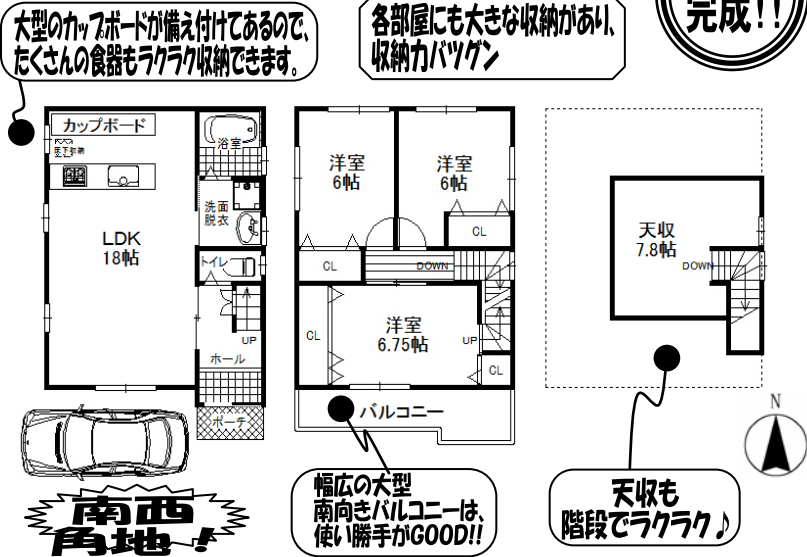 大型のカップボードが備え付けてあるので、
たくさんの食器もラクラク収納できます。
各部屋にも大きな収納があり、
収納力バツグン
完成!!
カップボード
床下収納
浴室
洗面
脱衣
LDK
18帖
トイレ
UP
ホール
ポーチ
洋室
6帖
洋室
6帖
CL
CL
DOWN
CL
洋室
6.75帖
UP
CL
バルコニー
天収
7.8帖
DOWN
N
南西
角地!
幅広の大型
南向きバルコニーは、
使い勝手がGOOD!!
天収も
階段でラクラク♪